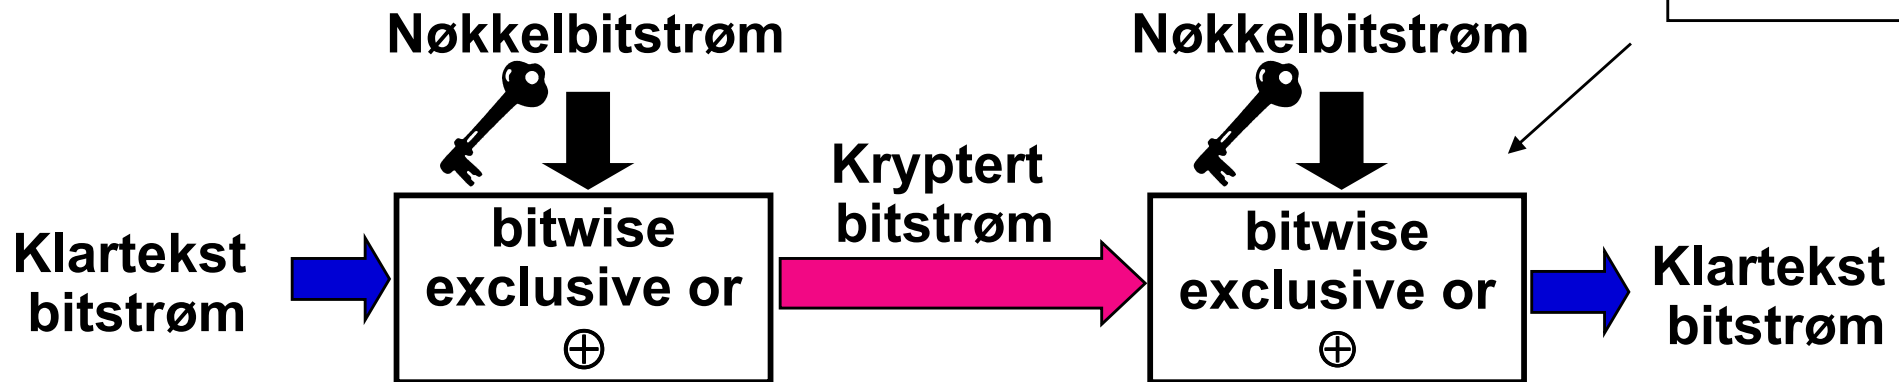 Nøkkelbitstrøm
Nøkkelbitstrøm
Klartekst
bitstrøm
bitwise
exclusive or
⊕
Kryptert
bitstrøm
bitwise
exclusive or
⊕
Klartekst
bitstrøm